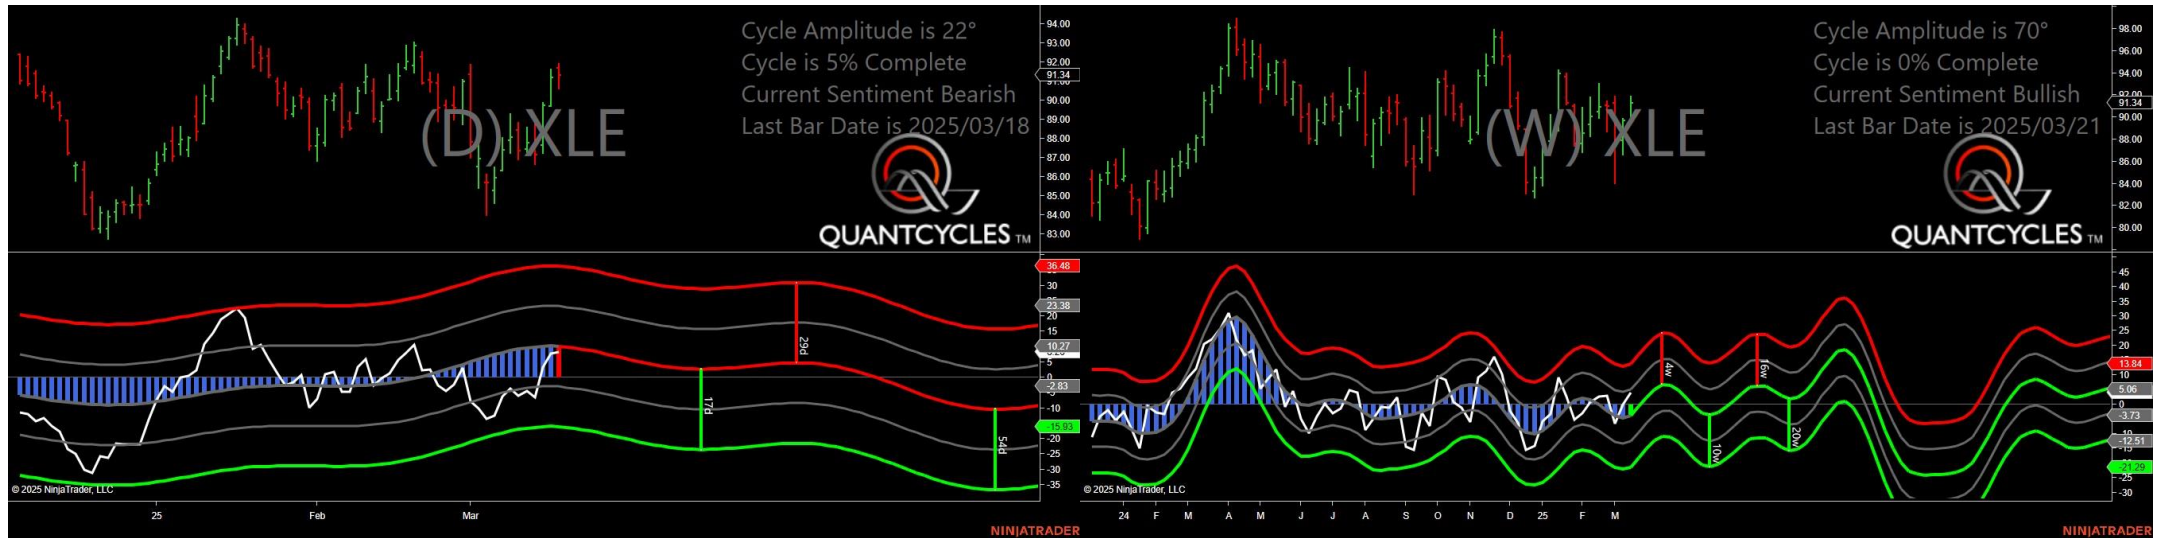 Cycle Amplitude is 22°
Cycle is 5% Complete
Current Sentiment Bearish
Last Bar Date is 2025/03/18
(D) XLE
QUANTCYCLES TM
94.00
93.00
92.00
91.34
90.00
89.00
88.00
87.00
86.00
85.00
84.00
83.00
36.48
30
23.38
20
15
10.27
5
0
-2.83
-10
-15.93
-20
-25
-30
-35
29d
17d
54d
© 2025 NinjaTrader, LLC
25 Feb Mar
NINJATRADER
Cycle Amplitude is 70°
Cycle is 0% Complete
Current Sentiment Bullish
Last Bar Date is 2025/03/21
(W) XLE
QUANTCYCLES TM
98.00
96.00
94.00
91.34
90.00
88.00
86.00
84.00
82.00
80.00
45
40
35
30
25
20
13.84
5.06
0
-3.73
-12.51
-21.29
-30
4w
16w
10w
20w
© 2025 NinjaTrader, LLC
24 F M A M J J A S O N D 25 F M
NINJATRADER